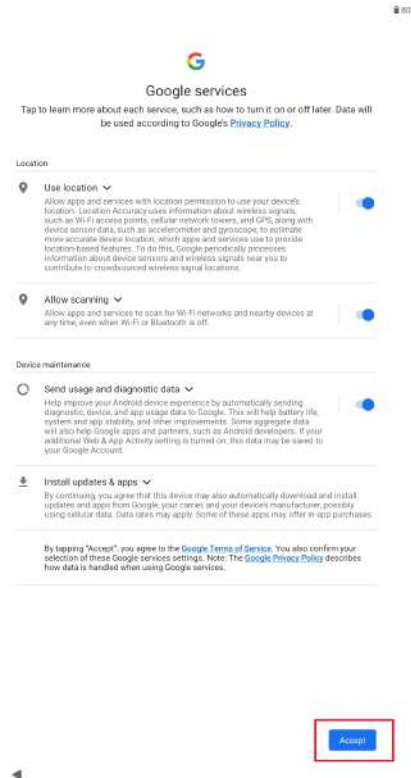 80
Google services
Tap to learn more about each service, such as how to turn it on or off later. Data will
be used according to Google's Privacy Policy.
Location
Use location
Allow apps and services with location permission to use your device's
location. Location Accuracy uses information about wireless signals,
such as Wi-Fi access points, cellular network towers, and GPS, along with
device sensor data, such as accelerometer and gyroscope, to estimate
more accurate device location, which apps and services use to provide
location-based features. To do this, Google periodically processes
information about device sensors and wireless signals near you to
contribute to crowdsourced wireless signal locations.
Allow scanning
Allow apps and services to scan for Wi-Fi networks and nearby devices at
any time, even when Wi-Fi or Bluetooth is off.
Device maintenance
Send usage and diagnostic data
Help improve your Android device experience by automatically sending
diagnostic, device, and app usage data to Google. This will help battery life,
system and app stability, and other improvements. Some aggregate data
will also help Google apps and partners, such as Android developers. If your
additional Web & App Activity setting is turned on, this data may be saved to
your Google Account.
Install updates & apps
By continuing, you agree that this device may also automatically download and install
updates and apps from Google, your carrier, and your device's manufacturer, possibly
using cellular data. Data rates may apply. Some of these apps may offer in-app purchases.
By tapping "Accept", you agree to the Google Terms of Service. You also confirm your
selection of these Google services settings. Note: The Google Privacy Policy describes
how data is handled when using Google services.
Accept